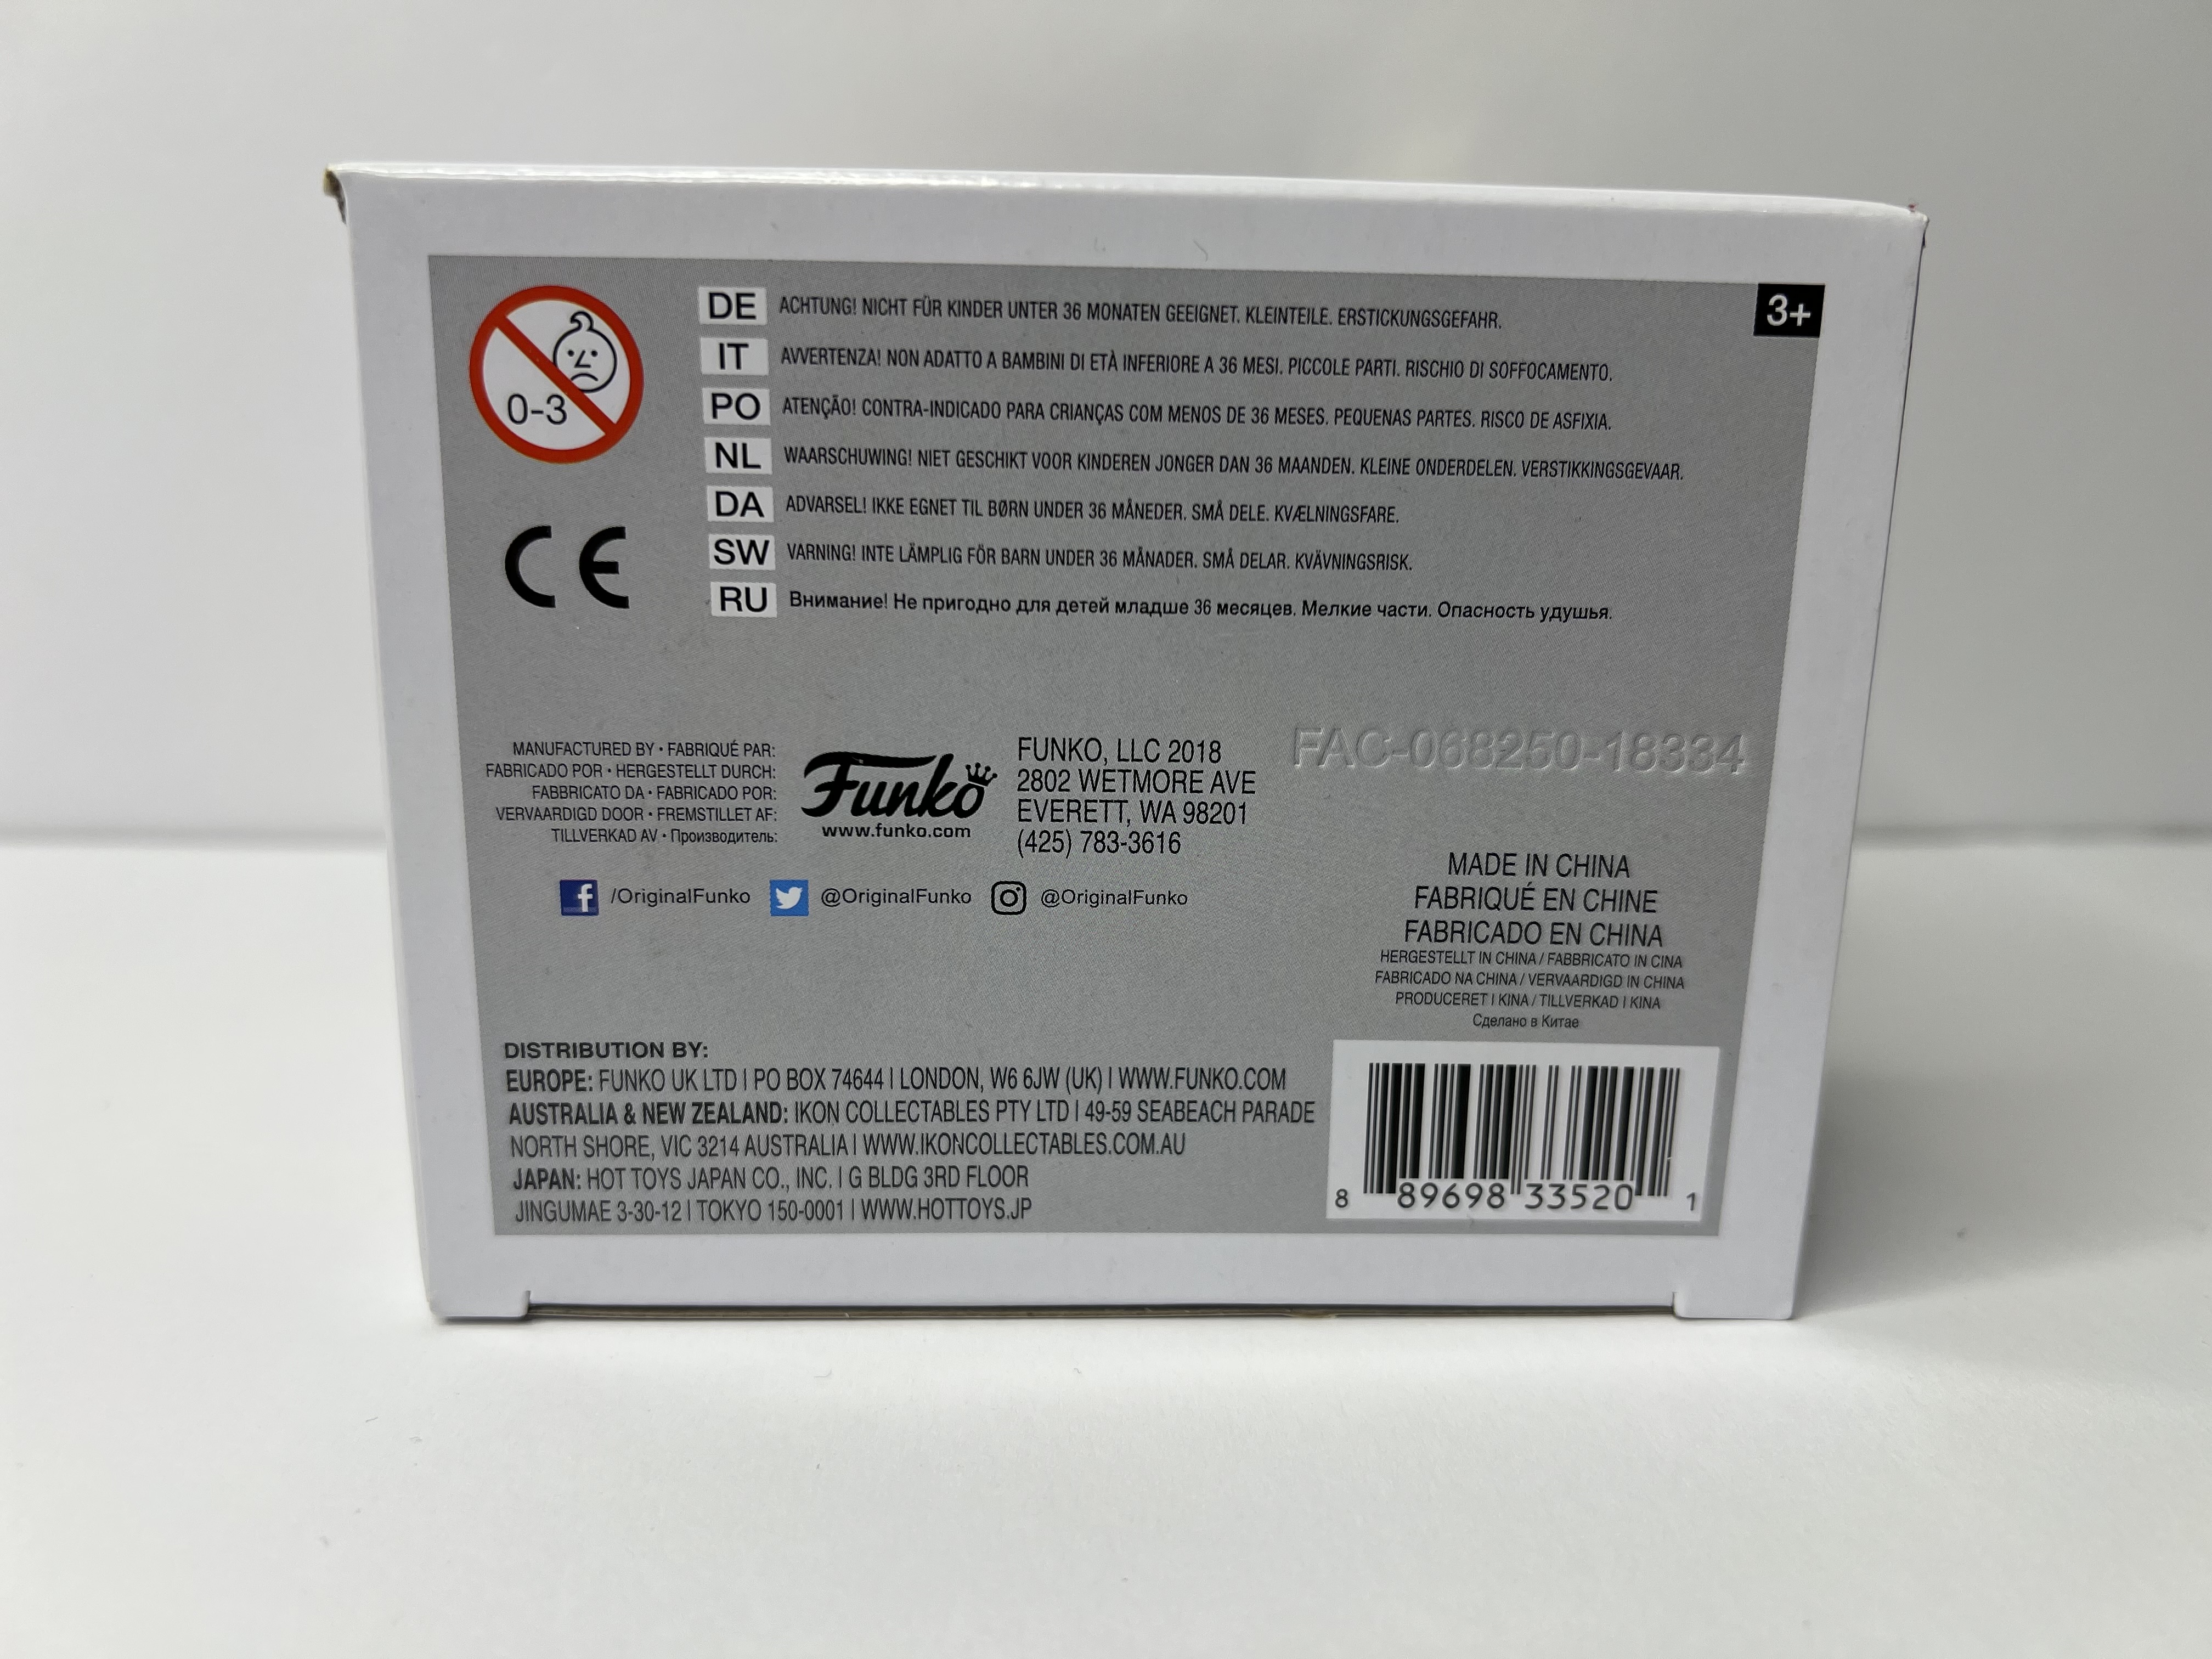 0-3
DE ACHTUNG! NICHT FÜR KINDER UNTER 36 MONATEN GEEIGNET. KLEINTEILE. ERSTICKUNGSGEFAHR.
3+
IT AVVERTENZA! NON ADATTO A BAMBINI DI ETÀ INFERIORE A 36 MESI. PICCOLE PARTI. RISCHIO DI SOFFOCAMENTO.
PO ATENÇÃO! CONTRA-INDICADO PARA CRIANÇAS COM MENOS DE 36 MESES. PEQUENAS PARTES. RISCO DE ASFIXIA.
NL WAARSCHUWING! NIET GESCHIKT VOOR KINDEREN JONGER DAN 36 MAANDEN. KLEINE ONDERDELEN. VERSTIKKINGSGEVAAR.
DA ADVARSEL! IKKE EGNET TIL BØRN UNDER 36 MÅNEDER. SMÅ DELE. KVÆLNINGSFARE.
SW VARNING! INTE LÄMPLIG FÖR BARN UNDER 36 MÅNADER. SMÅ DELAR. KVÄVNINGSRISK.
RU Внимание! Не пригодно для детей младше 36 месяцев. Мелкие части. Опасность удушья.
CE
MANUFACTURED BY • FABRIQUÉ PAR:
FABRICADO POR • HERGESTELLT DURCH:
FABBRICATO DA • FABRICADO POR:
VERVAARDIGD DOOR • FREMSTILLET AF:
TILLVERKAD AV • Производитель:
Funko
www.funko.com
FUNKO, LLC 2018
2802 WETMORE AVE
EVERETT, WA 98201
(425) 783-3616
FAC-068250-18334
/OriginalFunko @OriginalFunko @OriginalFunko
MADE IN CHINA
FABRIQUÉ EN CHINE
FABRICADO EN CHINA
HERGESTELLT IN CHINA / FABBRICATO IN CINA
FABRICADO NA CHINA / VERVAARDIGD IN CHINA
PRODUCERET I KINA / TILLVERKAD I KINA
Сделано в Китае
DISTRIBUTION BY:
EUROPE: FUNKO UK LTD | PO BOX 74644 | LONDON, W6 6JW (UK) | WWW.FUNKO.COM
AUSTRALIA & NEW ZEALAND: IKON COLLECTABLES PTY LTD | 49-59 SEABEACH PARADE
NORTH SHORE, VIC 3214 AUSTRALIA | WWW.IKONCOLLECTABLES.COM.AU
JAPAN: HOT TOYS JAPAN CO., INC. | G BLDG 3RD FLOOR
JINGUMAE 3-30-12 | TOKYO 150-0001 | WWW.HOTTOYS.JP
8 89698 33520 1